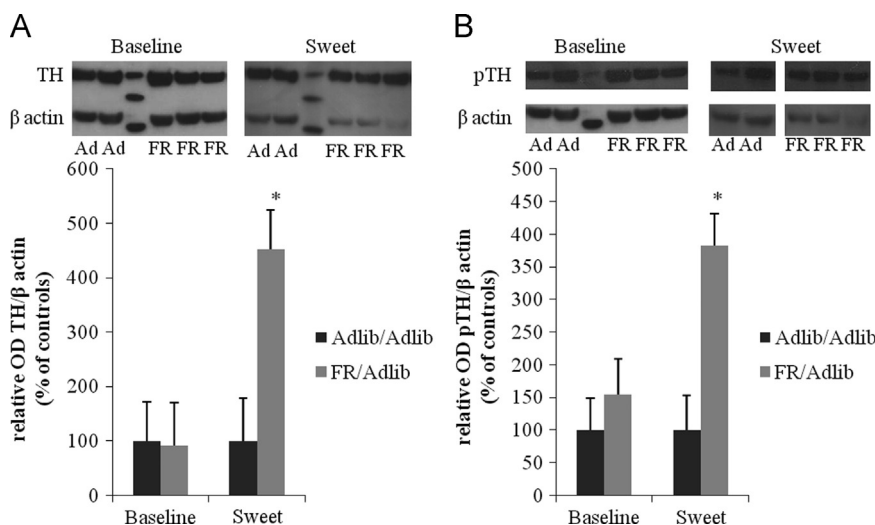 A
Baseline
Sweet
TH
β actin
Ad Ad FR FR FR
Ad Ad FR FR FR
600
500
400
300
200
100
0
relative OD TH/β actin
(% of controls)
*
Adlib/Adlib
FR/Adlib
Baseline
Sweet
B
Baseline
Sweet
pTH
β actin
Ad Ad FR FR FR
Ad Ad FR FR FR
500
450
400
350
300
250
200
150
100
50
0
relative OD pTH/β actin
(% of controls)
*
Adlib/Adlib
FR/Adlib
Baseline
Sweet